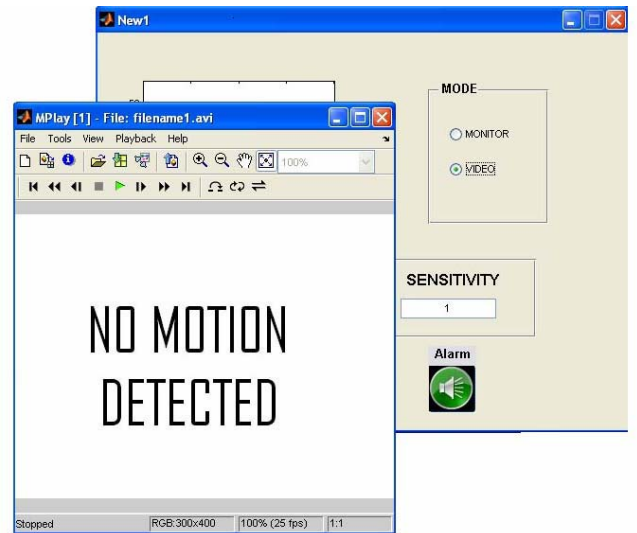 New1
MODE
MONITOR
VIDEO
MPlay [1] - File: filename1.avi
File Tools View Playback Help
100%
NO MOTION
DETECTED
Stopped RGB:300x400 100% (25 fps) 1:1
SENSITIVITY
1
Alarm